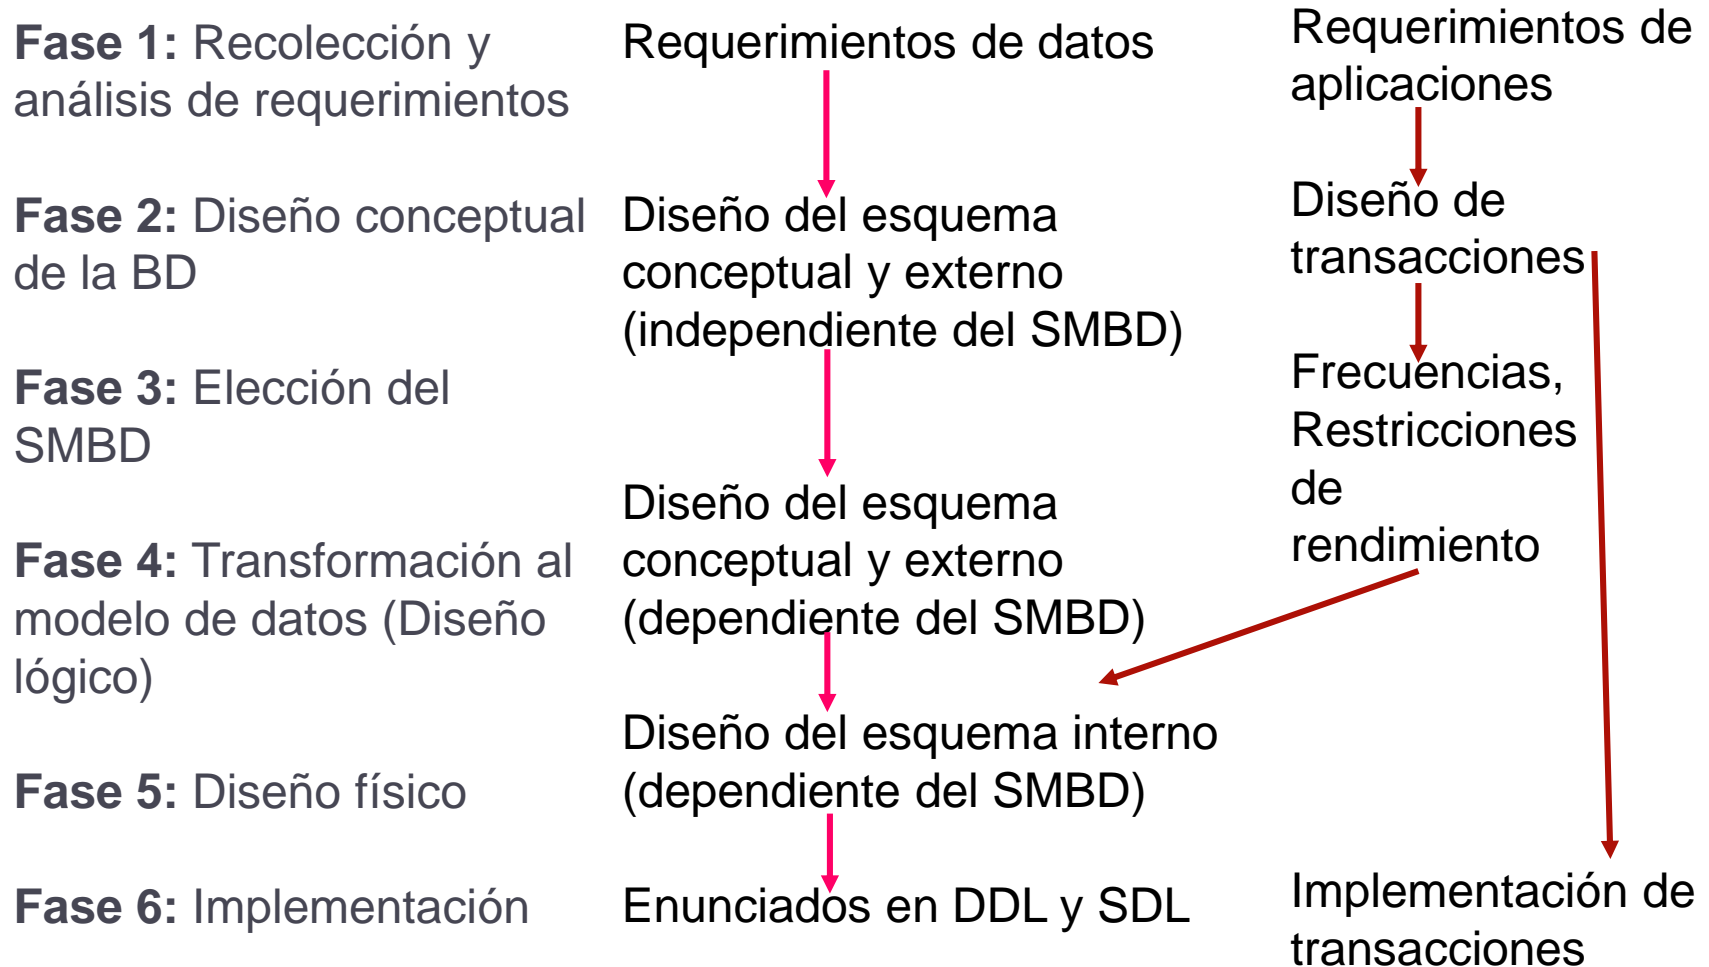 Fase 1: Recolección y
análisis de requerimientos
Fase 2: Diseño conceptual
de la BD
Fase 3: Elección del
SMBD
Fase 4: Transformación al
modelo de datos (Diseño
lógico)
Fase 5: Diseño físico
Fase 6: Implementación
Requerimientos de datos
Diseño del esquema
conceptual y externo
(independiente del SMBD)
Diseño del esquema
conceptual y externo
(dependiente del SMBD)
Diseño del esquema interno
(dependiente del SMBD)
Enunciados en DDL y SDL
Requerimientos de
aplicaciones
Diseño de
transacciones
Frecuencias,
Restricciones
de
rendimiento
Implementación de
transacciones